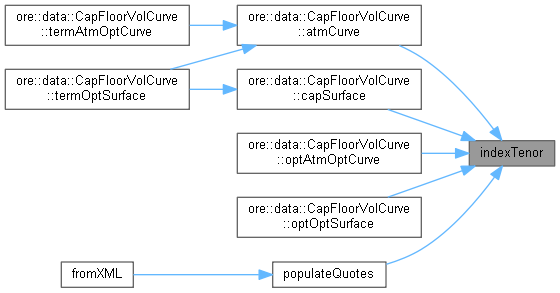 ore::data::CapFloorVolCurve
::termAtmOptCurve
ore::data::CapFloorVolCurve
::atmCurve
ore::data::CapFloorVolCurve
::termOptSurface
ore::data::CapFloorVolCurve
::capSurface
ore::data::CapFloorVolCurve
::optAtmOptCurve
indexTenor
ore::data::CapFloorVolCurve
::optOptSurface
fromXML
populateQuotes